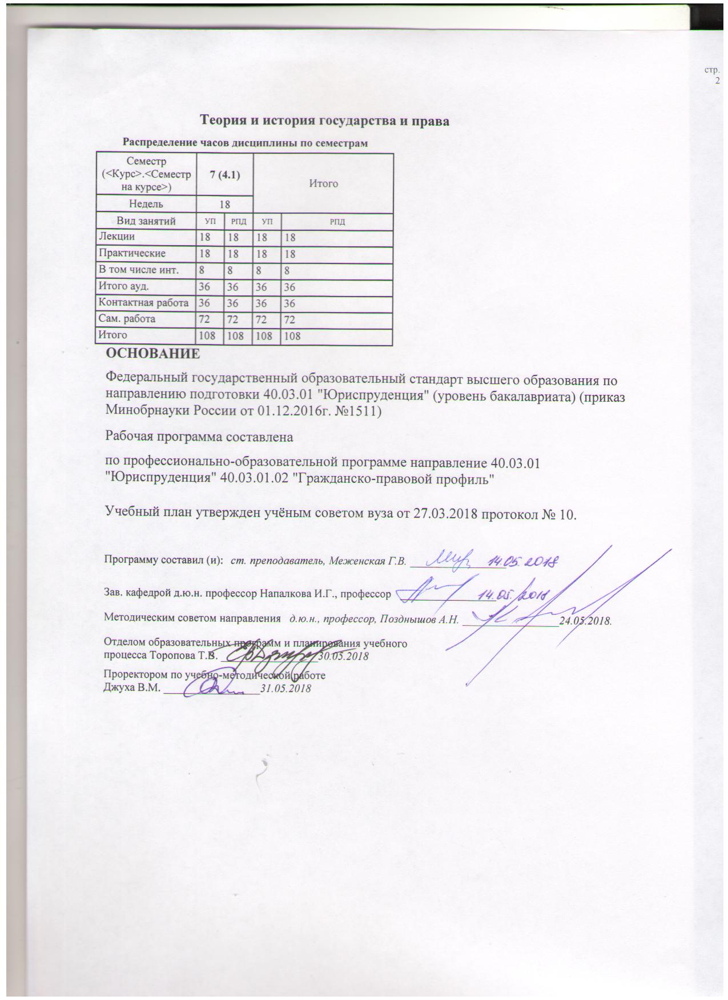 стр.
2
Теория и история государства и права
Распределение часов дисциплины по семестрам
Семестр
(<Курс>.<Семестр
на курсе>)
7 (4.1)
Итого
Недель 18
Вид занятий УП РПД УП РПД
Лекции 18 18 18 18
Практические 18 18 18 18
В том числе инт. 8 8 8 8
Итого ауд. 36 36 36 36
Контактная работа 36 36 36 36
Сам. работа 72 72 72 72
Итого 108 108 108 108
ОСНОВАНИЕ
Федеральный государственный образовательный стандарт высшего образования по
направлению подготовки 40.03.01 "Юриспруденция" (уровень бакалавриата) (приказ
Минобрнауки России от 01.12.2016г. №1511)
Рабочая программа составлена
по профессионально-образовательной программе направление 40.03.01
"Юриспруденция" 40.03.01.02 "Гражданско-правовой профиль"
Учебный план утвержден учёным советом вуза от 27.03.2018 протокол № 10.
Программу составил (и): ст. преподаватель, Меженская Г.В. 14.05.2018
Зав. кафедрой д.ю.н. профессор Напалкова И.Г., профессор 14.05.2018
Методическим советом направления д.ю.н., профессор, Позднышов А.Н. 24.05.2018.
Отделом образовательных программ и планирования учебного
процесса Торопова Т.В. 30.05.2018
Проректором по учебно-методической работе
Джуха В.М. 31.05.2018